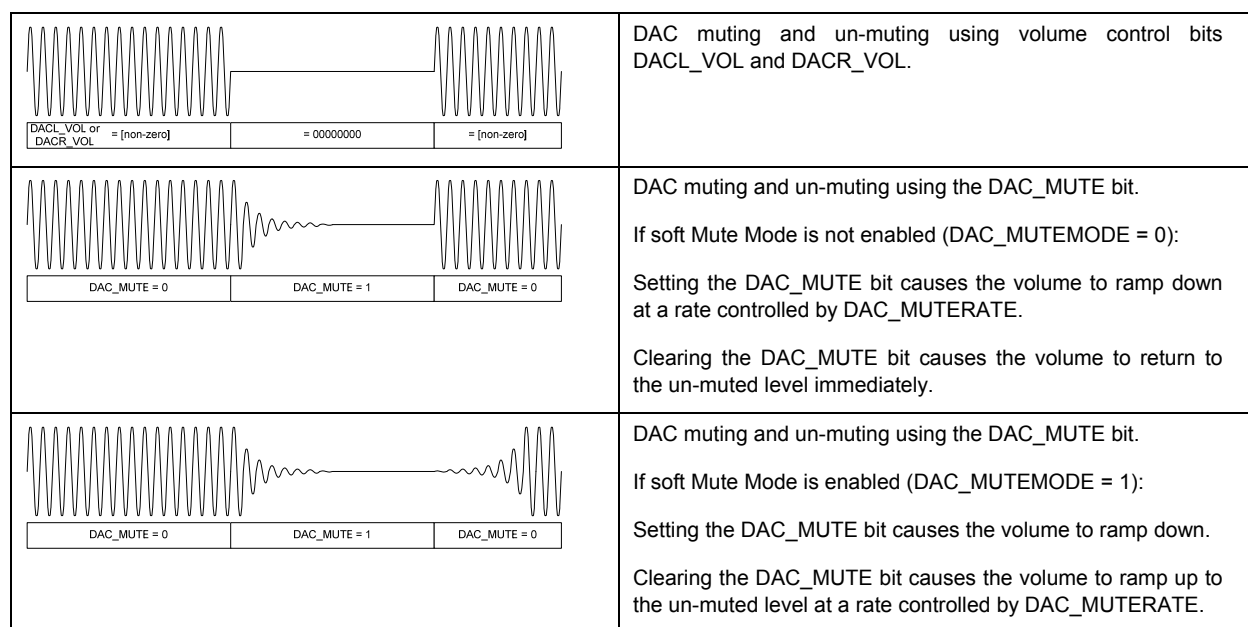 DACL_VOL or
DACR_VOL
= [non-zero]
= 00000000
= [non-zero]
DAC muting and un-muting using volume control bits
DACL_VOL and DACR_VOL.
DAC_MUTE = 0
DAC_MUTE = 1
DAC_MUTE = 0
DAC muting and un-muting using the DAC_MUTE bit.
If soft Mute Mode is not enabled (DAC_MUTEMODE = 0):
Setting the DAC_MUTE bit causes the volume to ramp down
at a rate controlled by DAC_MUTERATE.
Clearing the DAC_MUTE bit causes the volume to return to
the un-muted level immediately.
DAC_MUTE = 0
DAC_MUTE = 1
DAC_MUTE = 0
DAC muting and un-muting using the DAC_MUTE bit.
If soft Mute Mode is enabled (DAC_MUTEMODE = 1):
Setting the DAC_MUTE bit causes the volume to ramp down.
Clearing the DAC_MUTE bit causes the volume to ramp up to
the un-muted level at a rate controlled by DAC_MUTERATE.